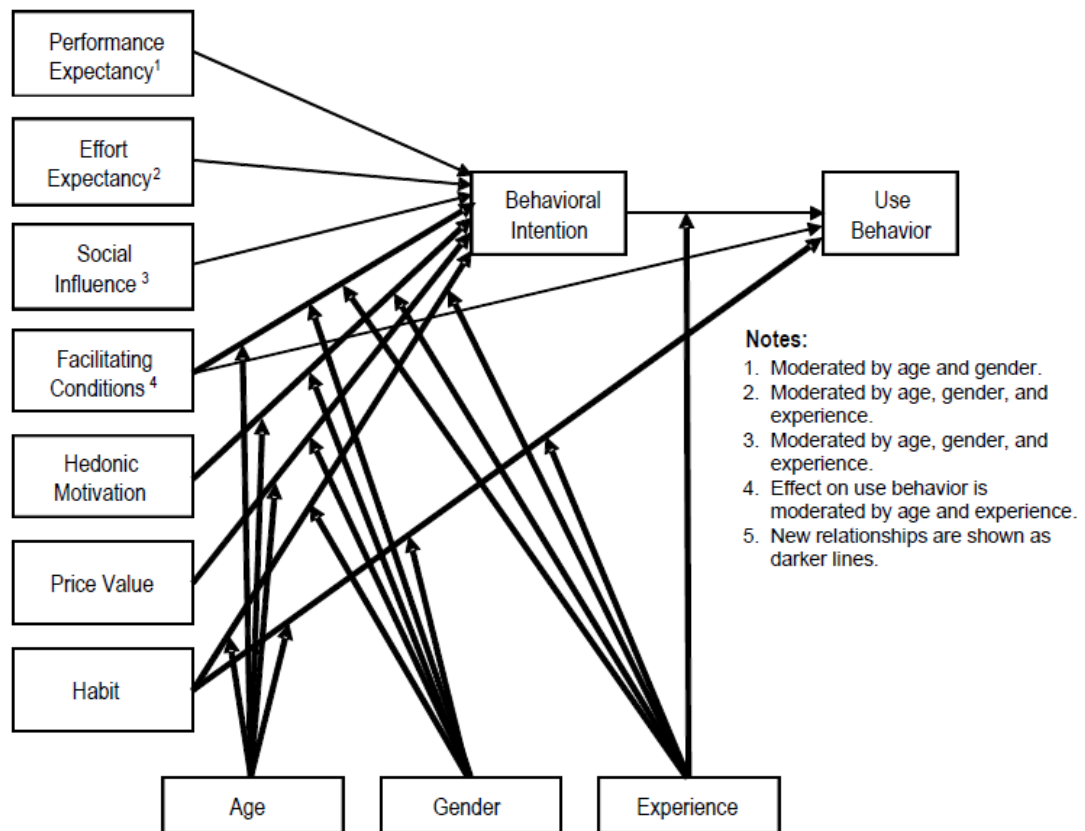 Performance
Expectancy1
Effort
Expectancy2
Social
Influence 3
Facilitating
Conditions 4
Hedonic
Motivation
Price Value
Habit
Behavioral
Intention
Use
Behavior
Notes:
1. Moderated by age and gender.
2. Moderated by age, gender, and
experience.
3. Moderated by age, gender, and
experience.
4. Effect on use behavior is
moderated by age and experience.
5. New relationships are shown as
darker lines.
Age
Gender
Experience